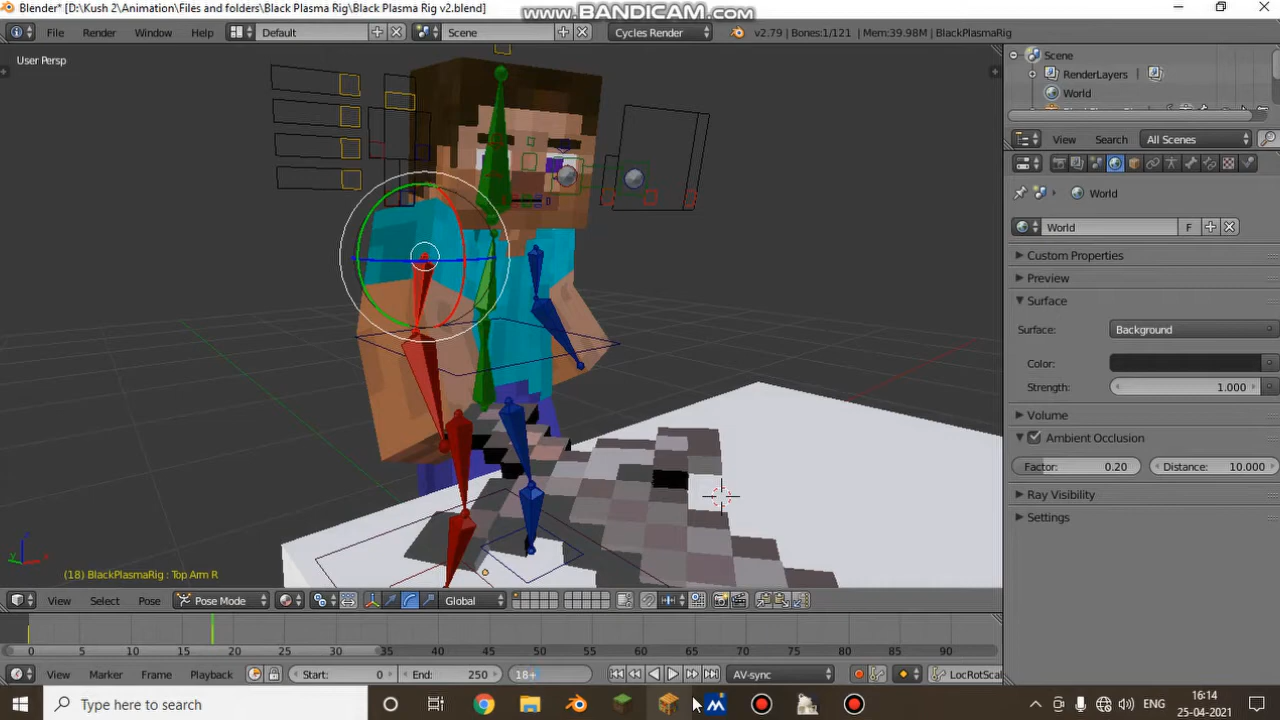 Blender* [D:\Kush 2\Animation\Files and folders\Black Plasma Rig\Black Plasma Rig v2.blend]
www.BANDICAM.com
File Render Window Help Default Scene Cycles Render v2.79 | Bones:1/121 | Mem:39.98M | BlackPlasmaRig
User Persp
Scene
RenderLayers
World
View Search All Scenes
World
World F
Custom Properties
Preview
Surface
Surface: Background
Color:
Strength: 1.000
Volume
Ambient Occlusion
Factor: 0.20 Distance: 10.000
Ray Visibility
Settings
(18) BlackPlasmaRig : Top Arm R
View Select Pose Pose Mode Global
0 5 10 15 20 25 30 35 40 45 50 55 60 65 70 75 80 85 90
View Marker Frame Playback Start: 0 End: 250 18+ AV-sync LocRotScal
Type here to search
ENG
16:14
25-04-2021